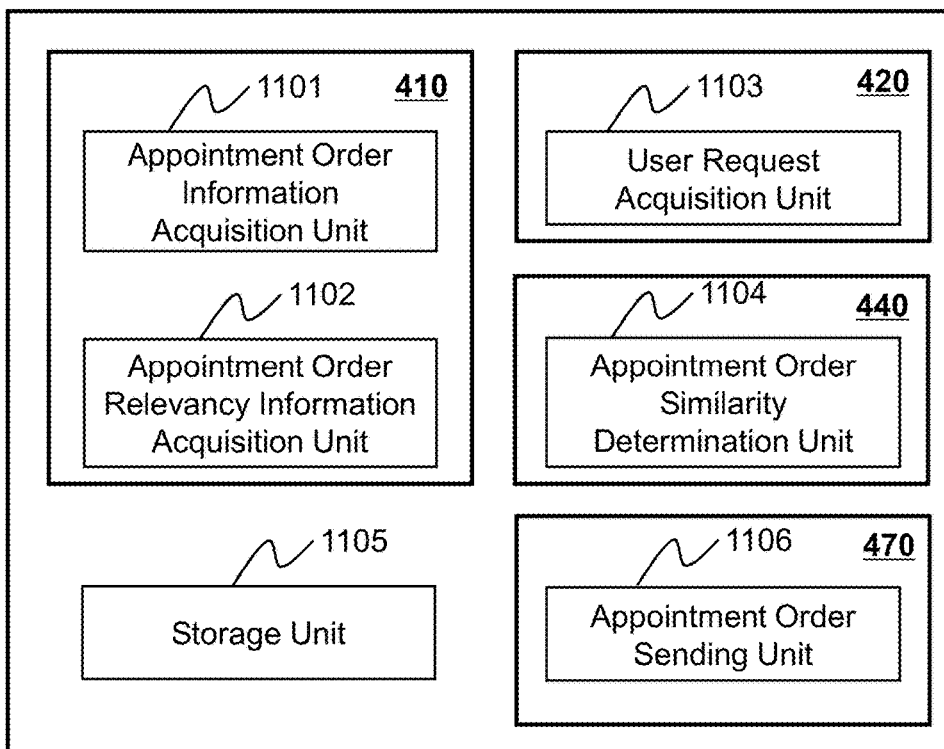 410
1101
Appointment Order
Information
Acquisition Unit
1102
Appointment Order
Relevancy Information
Acquisition Unit
420
1103
User Request
Acquisition Unit
440
1104
Appointment Order
Similarity
Determination Unit
1105
Storage Unit
470
1106
Appointment Order
Sending Unit